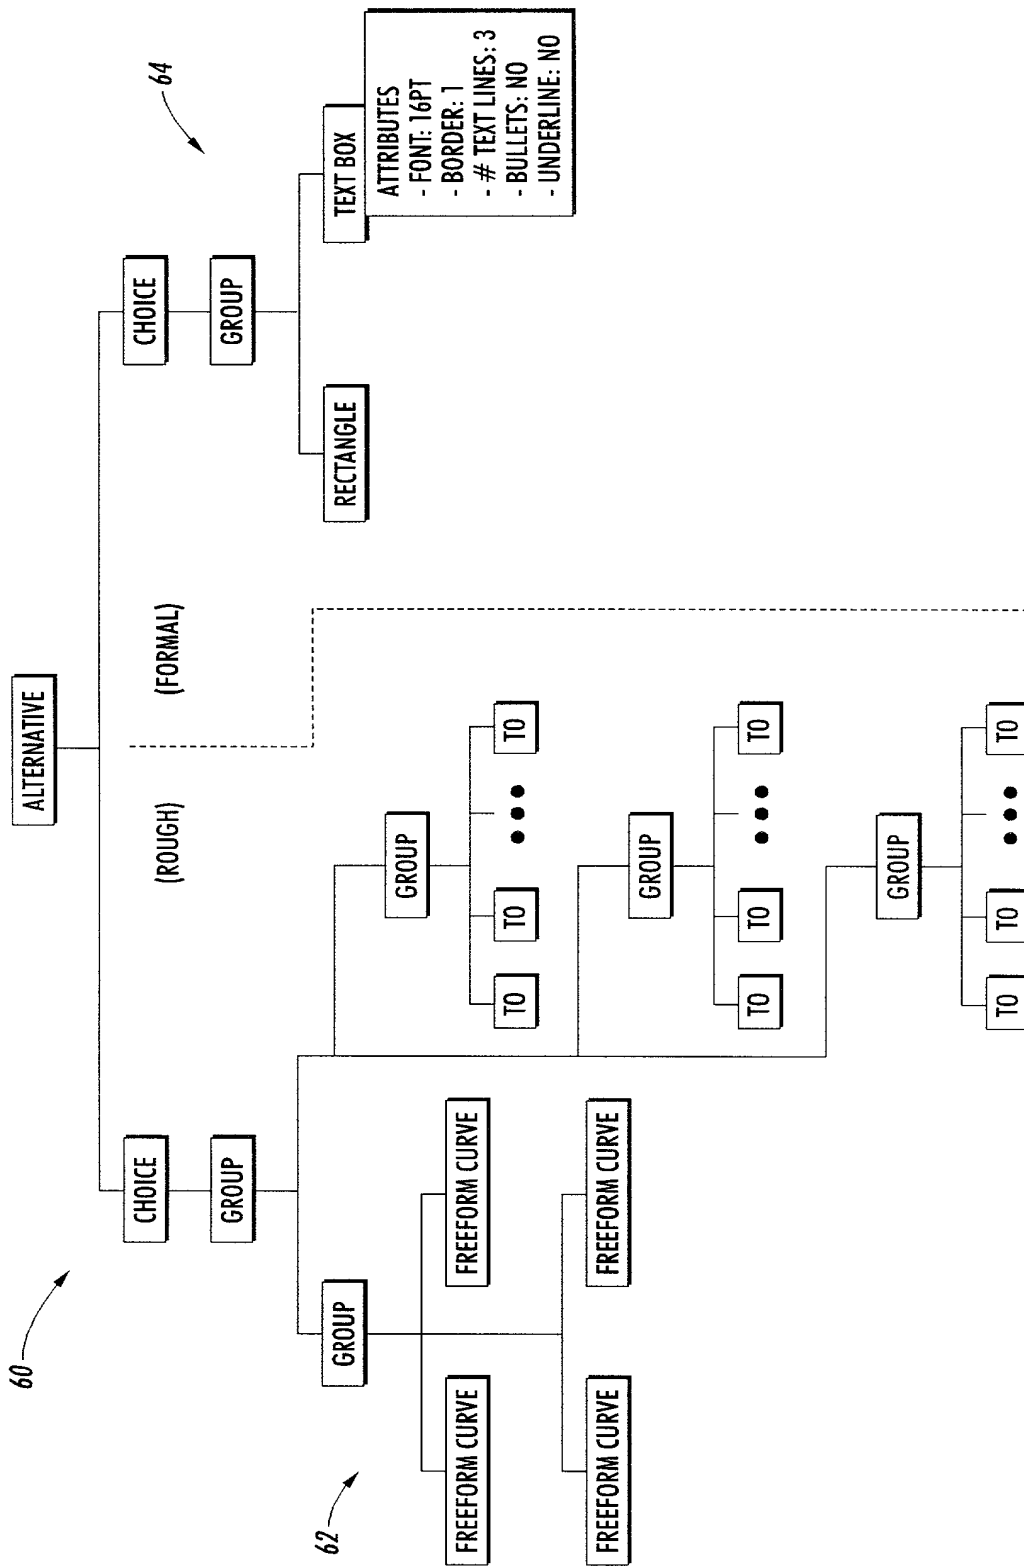 60
ALTERNATIVE
(ROUGH)
(FORMAL)
64
CHOICE
CHOICE
GROUP
GROUP
62
GROUP
RECTANGLE
TEXT BOX
ATTRIBUTES
- FONT: 16PT
- BORDER: 1
- # TEXT LINES: 3
- BULLETS: NO
- UNDERLINE: NO
FREEFORM CURVE
FREEFORM CURVE
FREEFORM CURVE
FREEFORM CURVE
GROUP
TO
TO
TO
GROUP
TO
TO
TO
GROUP
TO
TO
TO